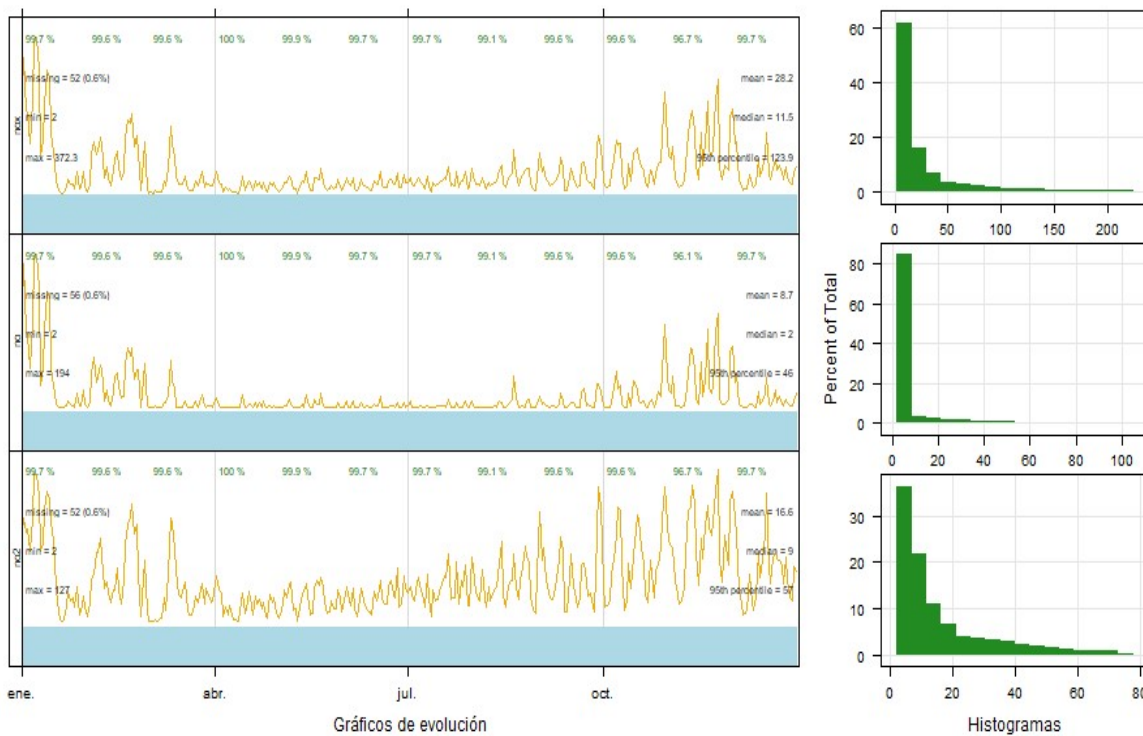 99.7 % 99.6 % 99.6 % 100 % 99.9 % 99.7 % 99.7 % 99.1 % 99.6 % 99.6 % 96.7 % 99.7 %
missing = 52 (0.6%) mean = 28.2
nox min = 2 median = 11.5
max = 372.3 95th percentile = 123.9
99.7 % 99.6 % 99.6 % 100 % 99.9 % 99.7 % 99.7 % 99.1 % 99.6 % 99.6 % 96.1 % 99.7 %
missing = 56 (0.6%) mean = 8.7
no min = 2 median = 2
max = 194 95th percentile = 46
99.7 % 99.6 % 99.6 % 100 % 99.9 % 99.7 % 99.7 % 99.1 % 99.6 % 99.6 % 96.7 % 99.7 %
missing = 52 (0.6%) mean = 16.6
no2 min = 2 median = 9
max = 127 95th percentile = 57
ene. abr. jul. oct.
Gráficos de evolución
Percent of Total
60
40
20
0
0 50 100 150 200
80
60
40
20
0
0 20 40 60 80 100
30
20
10
0
0 20 40 60 80
Histogramas